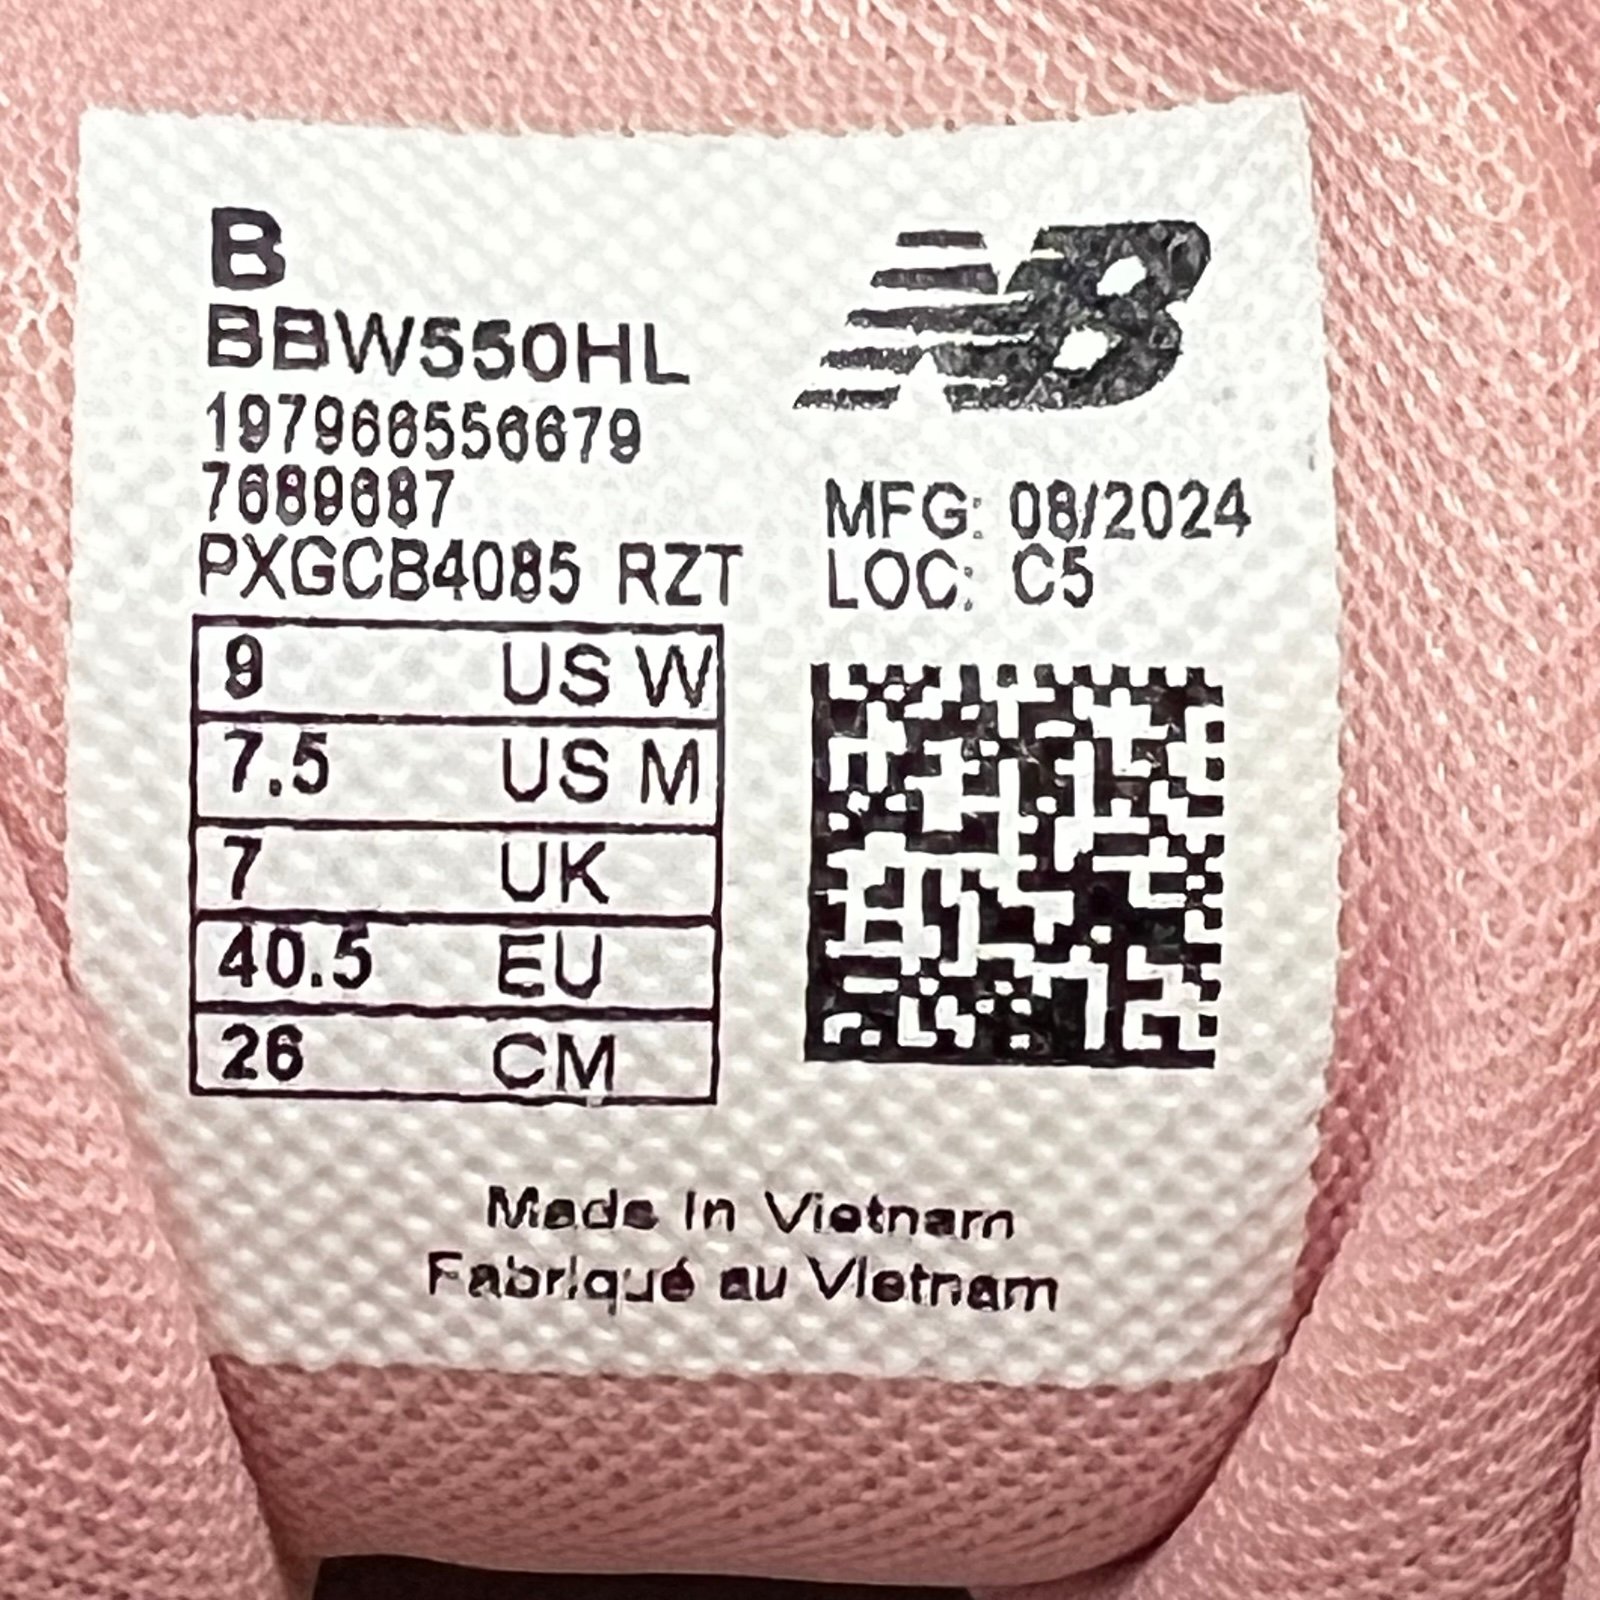 B
BBW550HL
197966556679
7689687
PXGCB4085 RZT
MFG: 08/2024
LOC: C5
9 US W
7.5 US M
7 UK
40.5 EU
26 CM
Made In Vietnam
Fabriqué au Vietnam